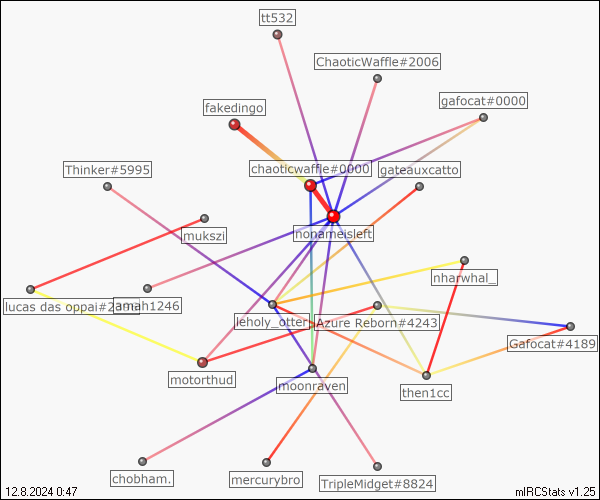 tt532
ChaoticWaffle#2006
gafocat#0000
fakedingo
Thinker#5995
chaoticwaffle#0000
gateauxcatto
mukszi
nonameisleft
nharwhal_
lucas das oppai#2
amah1246
leholy_otter
Azure Reborn#4243
Gafocat#4189
motorthud
moonraven
then1cc
chobham.
mercurybro
TripleMidget#8824
12.8.2024 0:47
mIRCStats v1.25